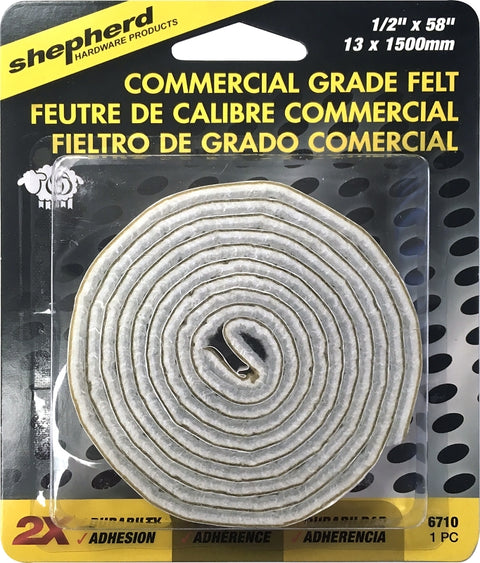 shepherd
HARDWARE PRODUCTS
1/2" x 58"
13 x 1500mm
COMMERCIAL GRADE FELT
FEUTRE DE CALIBRE COMMERCIAL
FIELTRO DE GRADO COMERCIAL
2X
✓ADHESION ✓ADHÉRENCE ✓ADHERENCIA
6710
1 PC